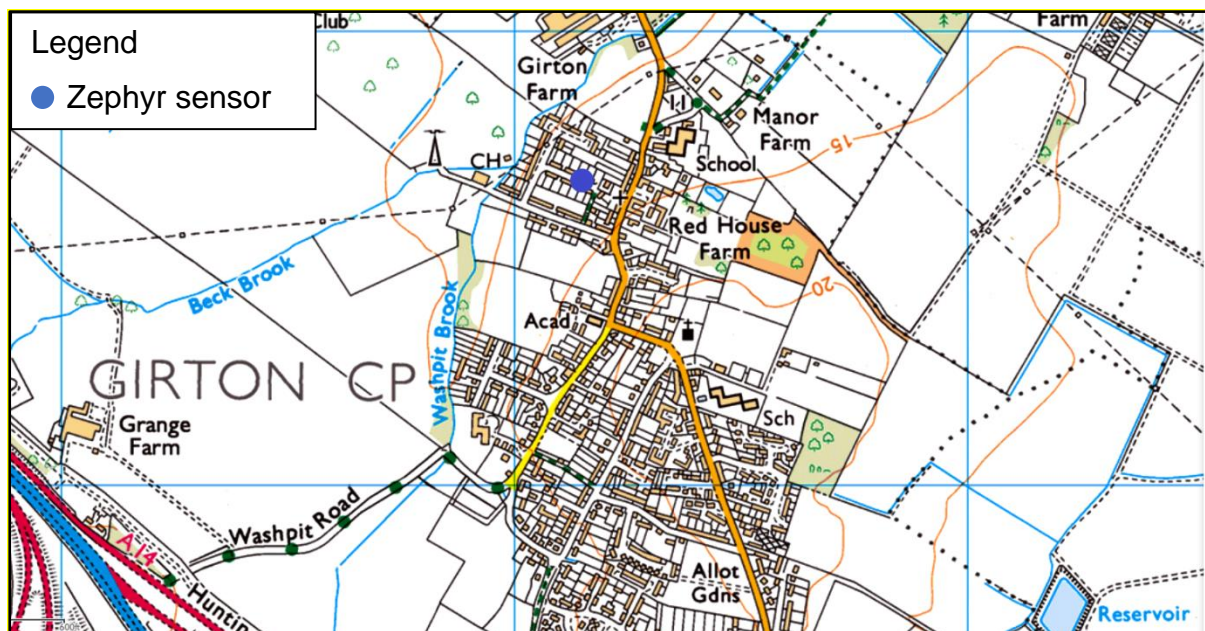 Legend
Zephyr sensor
Club
Girton
Farm
Farm
Manor
Farm
15
School
CH
Red House
Farm
20
Beck Brook
Washpit Brook
Acad
GIRTON CP
Grange
Farm
Sch
Washpit Road
A14
Huntin
Allot
Gdns
Reservoir